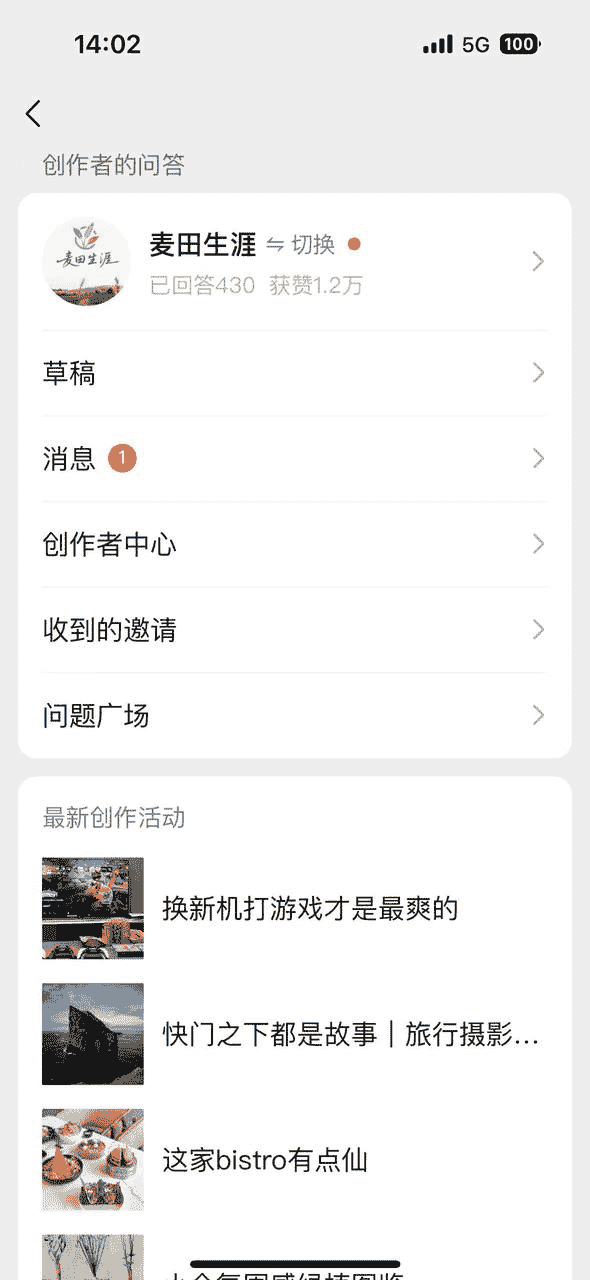 14:02
5G 100
创作者的问答
麦田生涯
麦田生涯 ⇋ 切换
已回答430 获赞1.2万
草稿
消息 1
创作者中心
收到的邀请
问题广场
最新创作活动
换新机打游戏才是最爽的
快门之下都是故事｜旅行摄影...
这家bistro有点仙